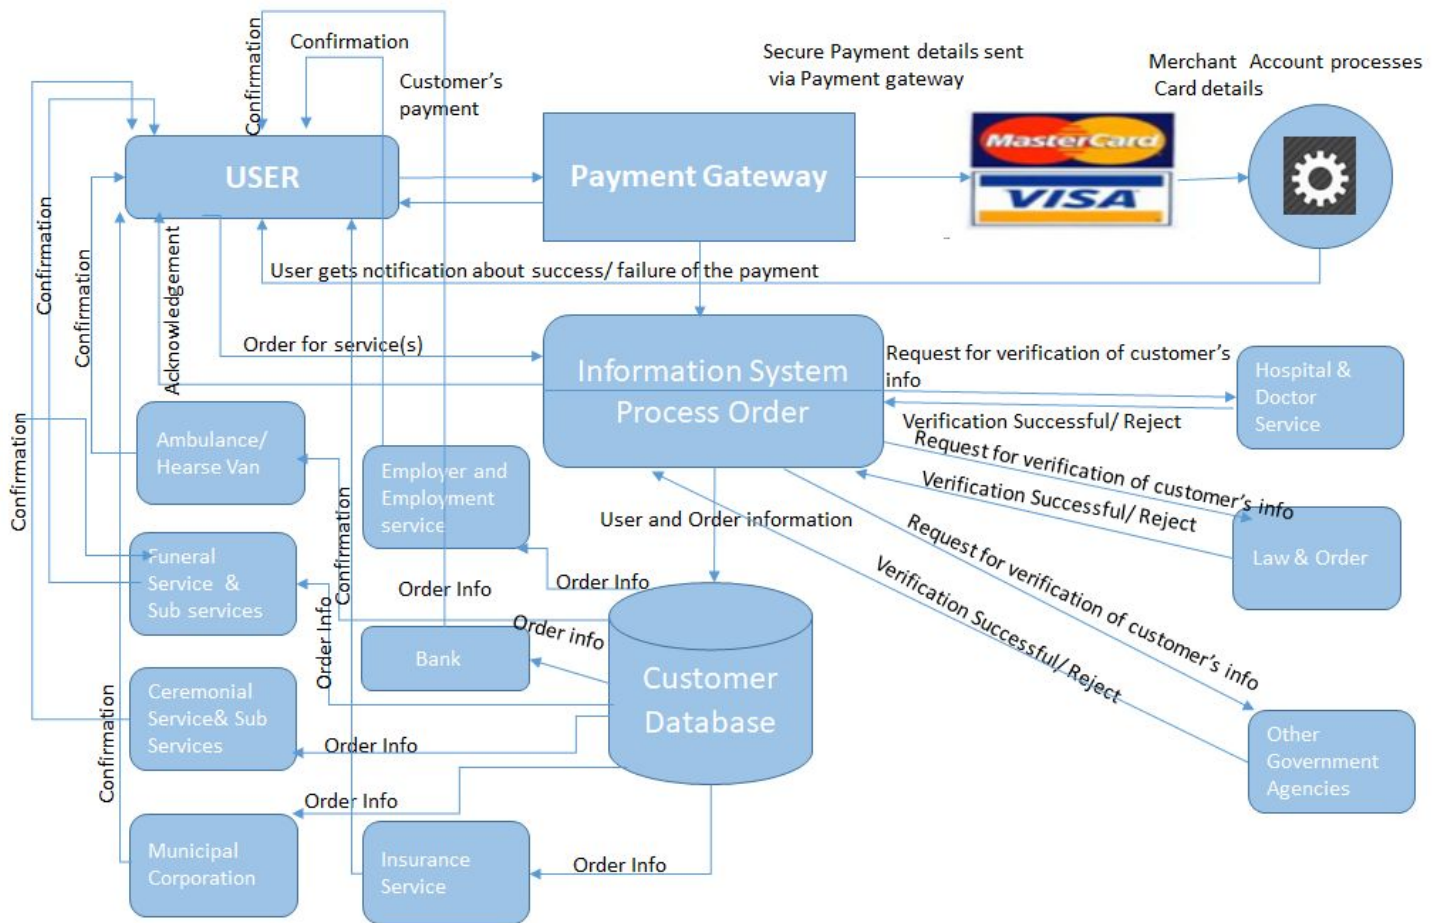 Confirmation
Confirmation
Customer's
payment
Secure Payment details sent
via Payment gateway
Merchant Account processes
Card details
USER
Payment Gateway
MasterCard
VISA
Confirmation
Confirmation
Confirmation
Acknowledgement
User gets notification about success/ failure of the payment
Order for service(s)
Information System
Process Order
Request for verification of customer's
info
Hospital &
Doctor
Service
Verification Successful/ Reject
Request for verification of customer's info
Verification Successful/ Reject
Law & Order
Ambulance/
Hearse Van
Employer and
Employment
service
Confirmation
User and Order information
Request for verification of customer's info
Verification Successful/ Reject
Funeral
Service &
Sub services
Confirmation
Order Info
Order Info
Order Info
Order info
Bank
Customer
Database
Ceremonial
Service& Sub
Services
Order Info
Confirmation
Order Info
Other
Government
Agencies
Municipal
Corporation
Insurance
Service
Order Info